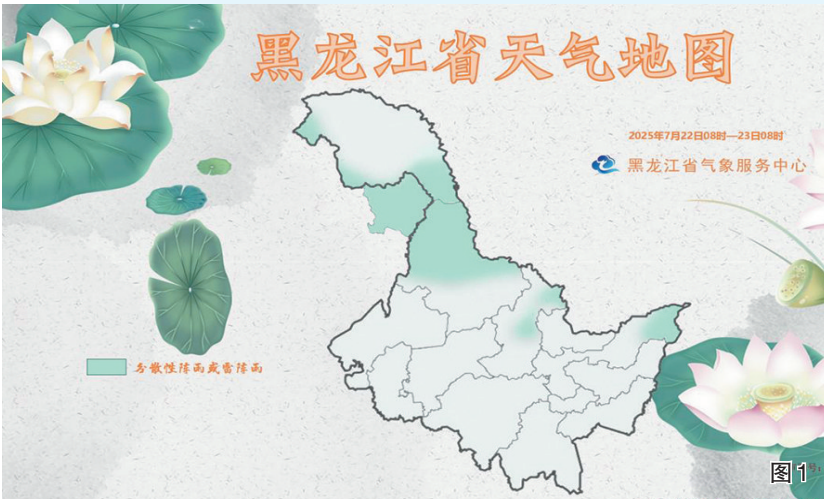 黑龙江省天气地图
2025年7月22日08时—23日08时
黑龙江省气象服务中心
分散性阵雨或雷阵雨
图1